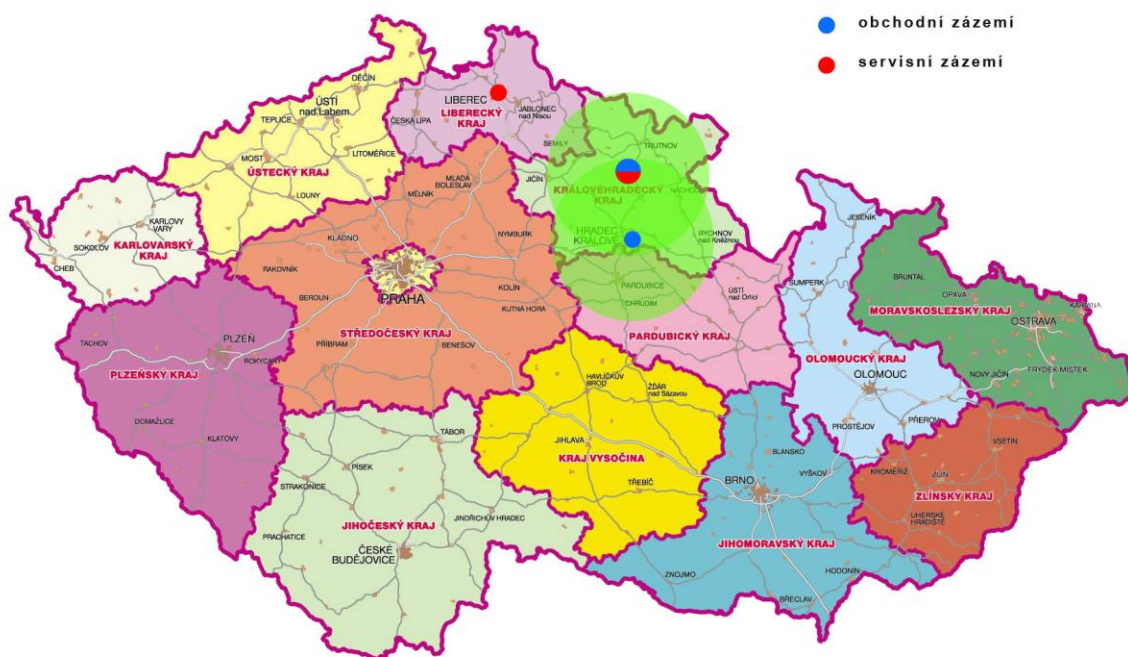 obchodní zázemí
servisní zázemí
DĚČÍN
ÚSTÍ
nad Labem
TEPLICE
MOST
LITOMĚŘICE
ÚSTECKÝ KRAJ
LOUNY
LIBEREC
LIBERECKÝ
KRAJ
JABLONEC
nad Nisou
ČESKÁ LÍPA
SEMILY
TRUTNOV
JIČÍN
KRÁLOVÉHRADECKÝ
KRAJ
NÁCHOD
HRADEC
KRÁLOVÉ
RYCHNOV
nad Kněžnou
KARLOVY
VARY
SOKOLOV
KARLOVARSKÝ
KRAJ
CHEB
MLADÁ
BOLESLAV
MĚLNÍK
NYMBURK
KLADNO
RAKOVNÍK
PRAHA
KOLÍN
BEROUN
KUTNÁ HORA
STŘEDOČESKÝ KRAJ
PŘÍBRAM
BENEŠOV
PARDUBICE
CHRUDIM
ÚSTÍ
nad Orlicí
PARDUBICKÝ KRAJ
TACHOV
PLZEŇ
ROKYCANY
PLZEŇSKÝ KRAJ
DOMAŽLICE
KLATOVY
JESENÍK
ŠUMPERK
OLOMOUCKÝ KRAJ
OLOMOUC
PROSTĚJOV
PŘEROV
BRUNTÁL
OPAVA
KARVINÁ
MORAVSKOSLEZSKÝ KRAJ
OSTRAVA
NOVÝ JIČÍN
FRÝDEK-MÍSTEK
HAVLÍČKŮV
BROD
ŽĎÁR
nad Sázavou
JIHLAVA
KRAJ VYSOČINA
TŘEBÍČ
TÁBOR
PÍSEK
STRAKONICE
JINDŘICHŮV HRADEC
JIHOČESKÝ KRAJ
PRACHATICE
ČESKÉ
BUDĚJOVICE
BLANSKO
VYŠKOV
BRNO
JIHOMORAVSKÝ KRAJ
ZNOJMO
HODONÍN
BŘECLAV
VSETÍN
KROMĚŘÍŽ
ZLÍN
ZLÍNSKÝ KRAJ
UHERSKÉ
HRADIŠTĚ